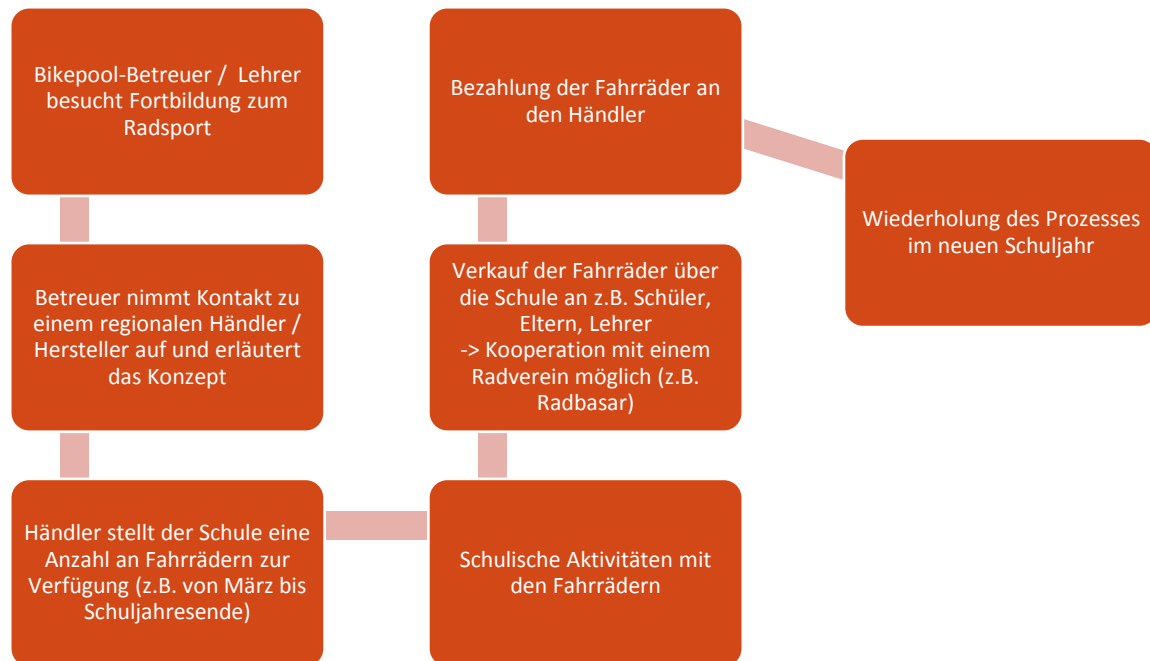 Bikepool-Betreuer / Lehrer
besucht Fortbildung zum
Radsport
Betreuer nimmt Kontakt zu
einem regionalen Händler /
Hersteller auf und erläutert
das Konzept
Händler stellt der Schule eine
Anzahl an Fahrrädern zur
Verfügung (z.B. von März bis
Schuljahresende)
Schulische Aktivitäten mit
den Fahrrädern
Verkauf der Fahrräder über
die Schule an z.B. Schüler,
Eltern, Lehrer
-> Kooperation mit einem
Radverein möglich (z.B.
Radbasar)
Bezahlung der Fahrräder an
den Händler
Wiederholung des Prozesses
im neuen Schuljahr